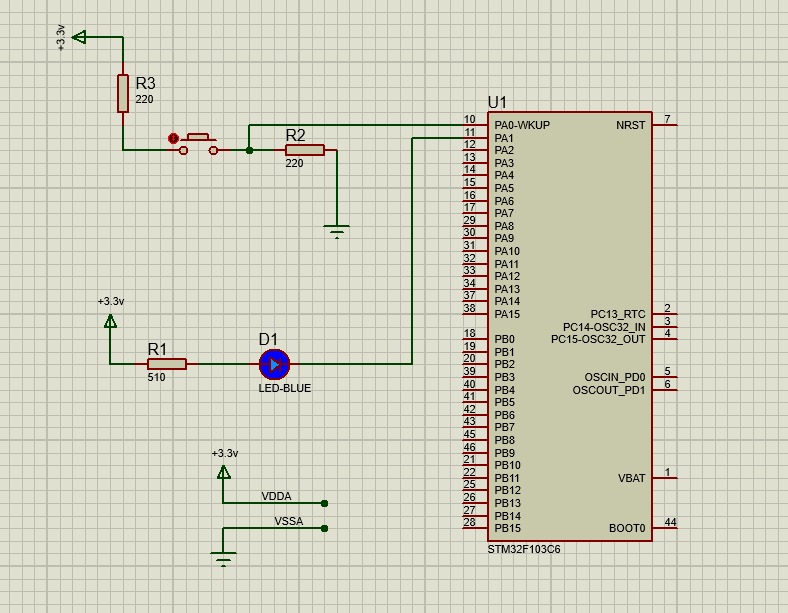 +3.3v
R3
220
R2
220
+3.3v
R1
510
D1
LED-BLUE
+3.3v
VDDA
VSSA
U1
10 PA0-WKUP NRST 7
11 PA1
12 PA2
13 PA3
14 PA4
15 PA5
16 PA6
17 PA7
29 PA8
30 PA9
31 PA10
32 PA11
33 PA12
34 PA13
37 PA14
38 PA15 PC13_RTC 2
PC14-OSC32_IN 3
18 PB0 PC15-OSC32_OUT 4
19 PB1
20 PB2
39 PB3 OSCIN_PD0 5
40 PB4 OSCOUT_PD1 6
41 PB5
42 PB6
43 PB7
45 PB8
46 PB9
21 PB10
22 PB11 VBAT 1
25 PB12
26 PB13
27 PB14
28 PB15 BOOT0 44
STM32F103C6